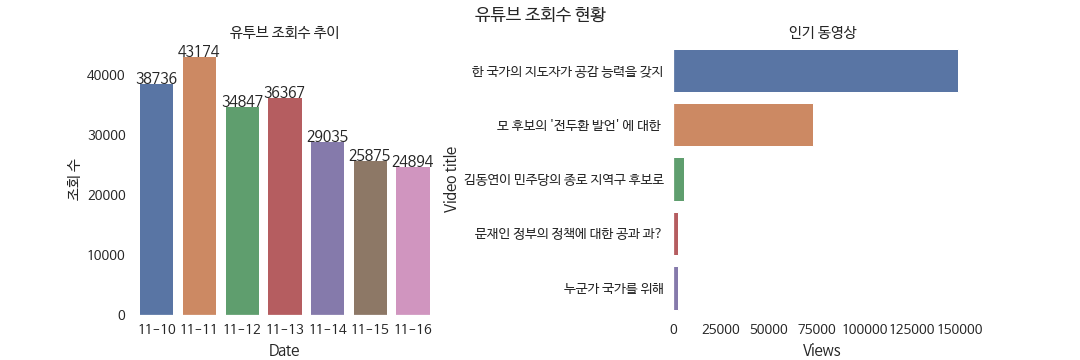 유튜브 조회수 현황
유투브 조회수 추이
43174
38736
36367
34847
29035
25875
24894
40000
30000
20000
10000
0
조회 수
11-10 11-11 11-12 11-13 11-14 11-15 11-16
Date
인기 동영상
Video title
한 국가의 지도자가 공감 능력을 갖지
모 후보의 '전두환 발언' 에 대한
김동연이 민주당의 종로 지역구 후보로
문재인 정부의 정책에 대한 공과 과?
누군가 국가를 위해
0 25000 50000 75000 100000 125000 150000
Views